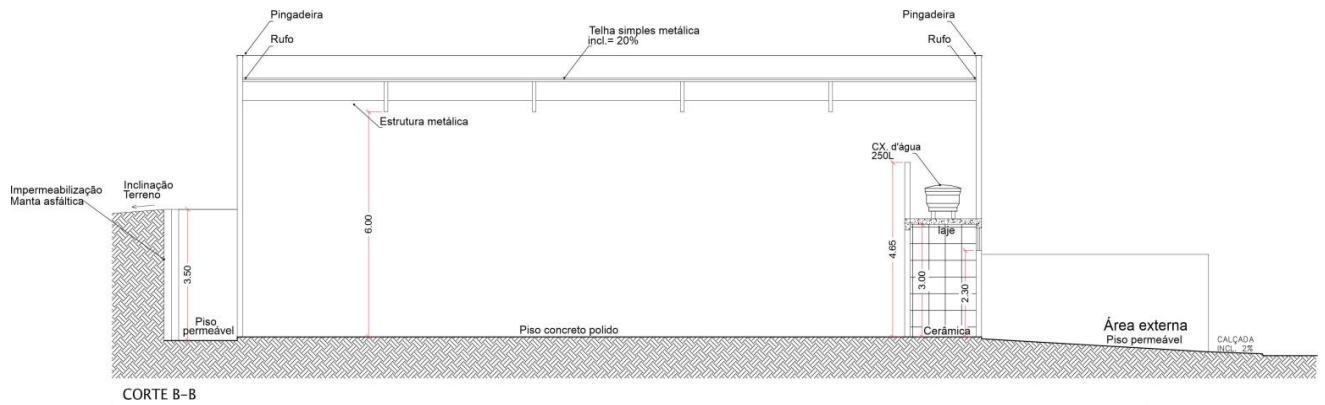 Pingadeira
Rufo
Telha simples metálica
incl.= 20%
Pingadeira
Rufo
Estrutura metálica
CX. d'água
250L
Impermeabilização
Manta asfáltica
Inclinação
Terreno
3.50
6.00
4.65
laje
3.00
2.30
Piso
permeável
Piso concreto polido
Cerâmica
Área externa
Piso permeável
CALÇADA
INCL. 2%
CORTE B-B